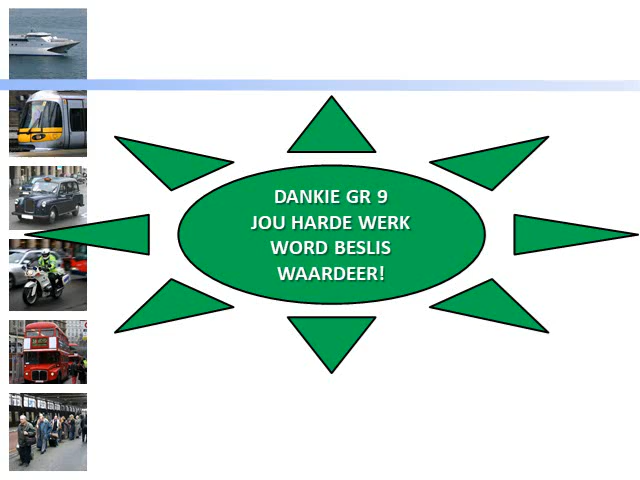 DANKIE GR 9
JOU HARDE WERK
WORD BESLIS
WAARDEER!